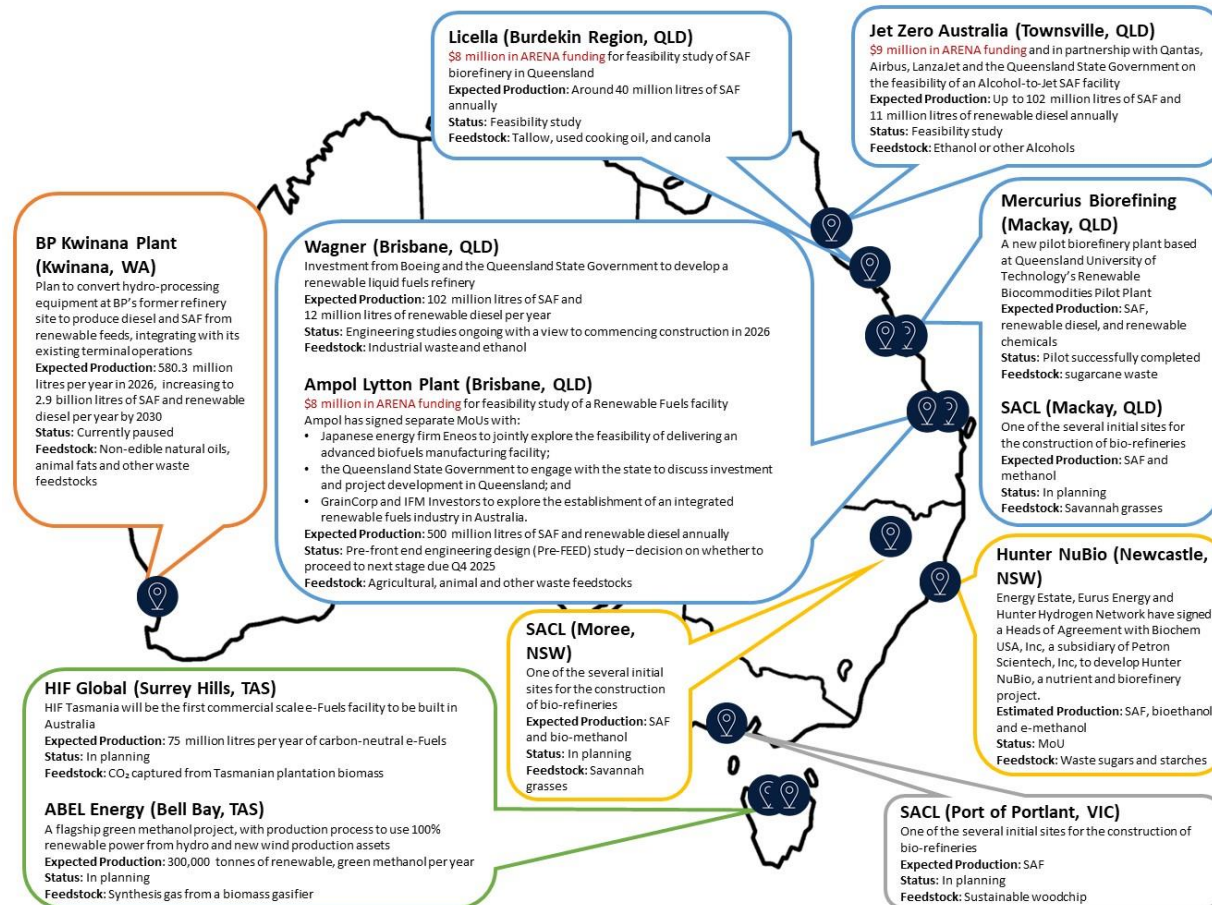 Licella (Burdekin Region, QLD)
$8 million in ARENA funding for feasibility study of SAF
biorefinery in Queensland
Expected Production: Around 40 million litres of SAF
annually
Status: Feasibility study
Feedstock: Tallow, used cooking oil, and canola
Jet Zero Australia (Townsville, QLD)
$9 million in ARENA funding and in partnership with Qantas,
Airbus, LanzaJet and the Queensland State Government on
the feasibility of an Alcohol-to-Jet SAF facility
Expected Production: Up to 102 million litres of SAF and
11 million litres of renewable diesel annually
Status: Feasibility study
Feedstock: Ethanol or other Alcohols
BP Kwinana Plant
(Kwinana, WA)
Plan to convert hydro-processing
equipment at BP's former refinery
site to produce diesel and SAF from
renewable feeds, integrating with its
existing terminal operations
Expected Production: 580.3 million
litres per year in 2026, increasing to
2.9 billion litres of SAF and renewable
diesel per year by 2030
Status: Currently paused
Feedstock: Non-edible natural oils,
animal fats and other waste
feedstocks
Wagner (Brisbane, QLD)
Investment from Boeing and the Queensland State Government to develop a
renewable liquid fuels refinery
Expected Production: 102 million litres of SAF and
12 million litres of renewable diesel per year
Status: Engineering studies ongoing with a view to commencing construction in 2026
Feedstock: Industrial waste and ethanol
Ampol Lytton Plant (Brisbane, QLD)
$8 million in ARENA funding for feasibility study of a Renewable Fuels facility
Ampol has signed separate MoUs with:
• Japanese energy firm Eneos to jointly explore the feasibility of delivering an
advanced biofuels manufacturing facility;
• the Queensland State Government to engage with the state to discuss investment
and project development in Queensland; and
• GrainCorp and IFM Investors to explore the establishment of an integrated
renewable fuels industry in Australia.
Expected Production: 500 million litres of SAF and renewable diesel annually
Status: Pre-front end engineering design (Pre-FEED) study – decision on whether to
proceed to next stage due Q4 2025
Feedstock: Agricultural, animal and other waste feedstocks
Mercurius Biorefining
(Mackay, QLD)
A new pilot biorefinery plant based
at Queensland University of
Technology's Renewable
Biocommodities Pilot Plant
Expected Production: SAF,
renewable diesel, and renewable
chemicals
Status: Pilot successfully completed
Feedstock: sugarcane waste
SACL (Mackay, QLD)
One of the several initial sites for
the construction of bio-refineries
Expected Production: SAF and
methanol
Status: In planning
Feedstock: Savannah grasses
Hunter NuBio (Newcastle,
NSW)
Energy Estate, Eurus Energy and
Hunter Hydrogen Network have signed
a Heads of Agreement with Biochem
USA, Inc, a subsidiary of Petron
Scientech, Inc, to develop Hunter
NuBio, a nutrient and biorefinery
project.
Estimated Production: SAF, bioethanol
and e-methanol
Status: MoU
Feedstock: Waste sugars and starches
SACL (Moree,
NSW)
One of the several initial
sites for the construction
of bio-refineries
Expected Production: SAF
and bio-methanol
Status: In planning
Feedstock: Savannah
grasses
HIF Global (Surrey Hills, TAS)
HIF Tasmania will be the first commercial scale e-Fuels facility to be built in
Australia
Expected Production: 75 million litres per year of carbon-neutral e-Fuels
Status: In planning
Feedstock: CO₂ captured from Tasmanian plantation biomass
ABEL Energy (Bell Bay, TAS)
A flagship green methanol project, with production process to use 100%
renewable power from hydro and new wind production assets
Expected Production: 300,000 tonnes of renewable, green methanol per year
Status: In planning
Feedstock: Synthesis gas from a biomass gasifier
SACL (Port of Portlant, VIC)
One of the several initial sites for the construction of
bio-refineries
Expected Production: SAF
Status: In planning
Feedstock: Sustainable woodchip